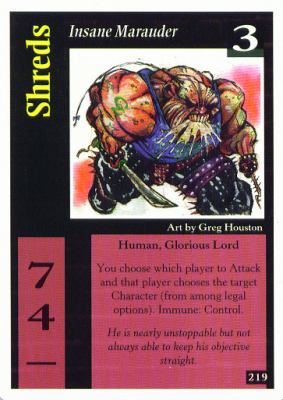 Shreds
Insane Marauder
3
Art by Greg Houston
7
4
—
Human, Glorious Lord
You choose which player to Attack
and that player chooses the target
Character (from among legal
options). Immune: Control.
He is nearly unstoppable but not
always able to keep his objective
straight.
219